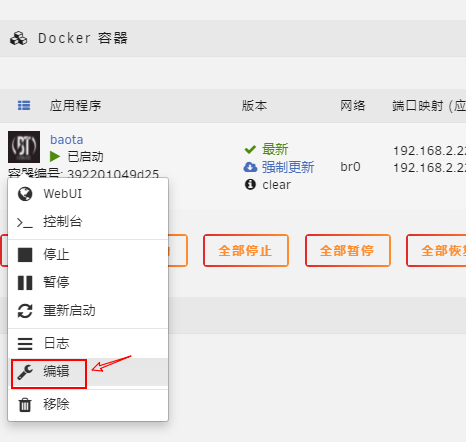 Docker 容器
应用程序 版本 网络 端口映射 (应
baota
已启动
容器编号: 392201049d25
最新
强制更新
clear
br0
192.168.2.22
192.168.2.22
WebUI
控制台
停止
暂停
重新启动
日志
编辑
移除
全部停止 全部暂停 全部恢